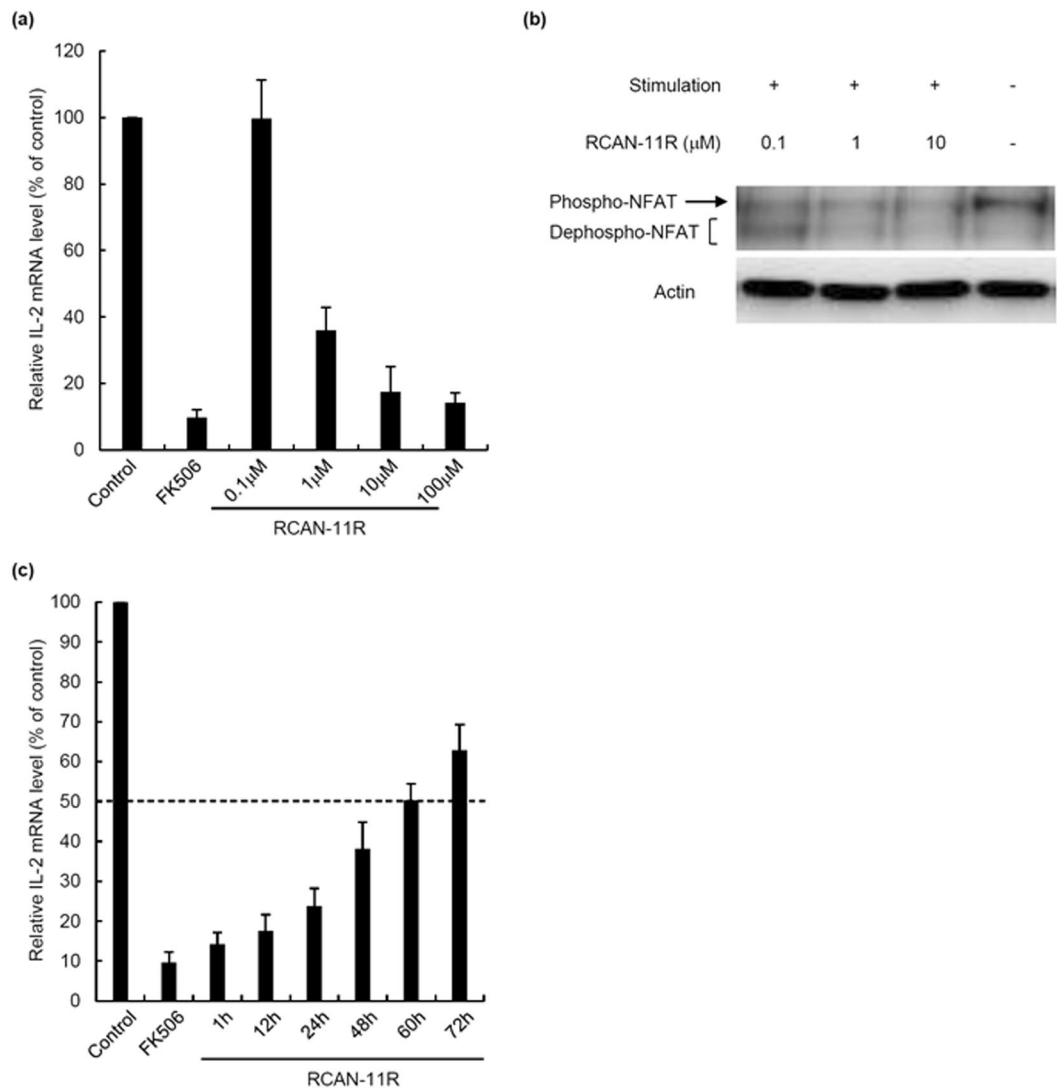 (a)
Relative IL-2 mRNA level (% of control)
120
100
80
60
40
20
0
Control
FK506
0.1μM
1μM
10μM
100μM
RCAN-11R
(b)
Stimulation + + + -
RCAN-11R (μM) 0.1 1 10 -
Phospho-NFAT
Dephospho-NFAT
Actin
(c)
Relative IL-2 mRNA level (% of control)
100
90
80
70
60
50
40
30
20
10
0
Control
FK506
1h
12h
24h
48h
60h
72h
RCAN-11R